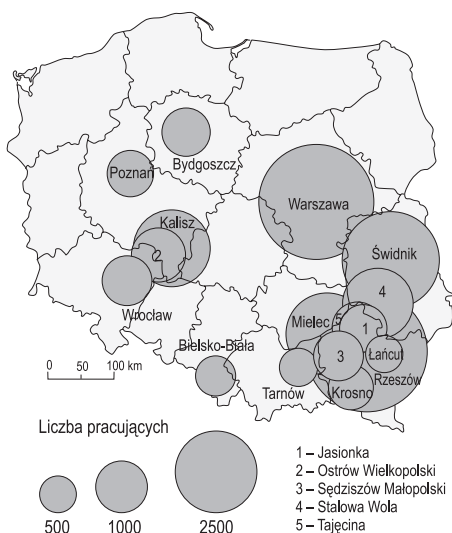 Bydgoszcz
Poznań
Warszawa
Kalisz
2
Świdnik
4
Wrocław
Mielec
5
1
Bielsko-Biała
3
Łańcut
Rzeszów
Tarnów
Krosno
0 50 100 km
Liczba pracujących
500 1000 2500
1 – Jasionka
2 – Ostrów Wielkopolski
3 – Sędziszów Małopolski
4 – Stalowa Wola
5 – Tajęcina